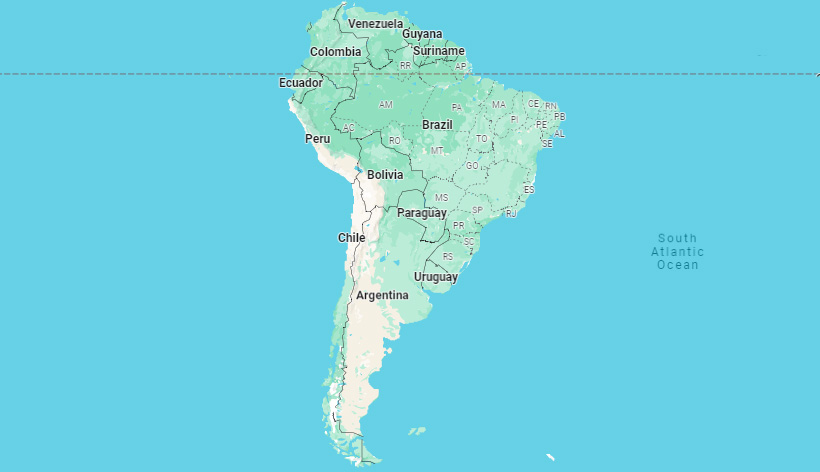 Venezuela
Guyana
Colombia
Suriname
RR
AP
Ecuador
AM
PA
MA
CE
RN
PI
PB
Brazil
PE
AC
AL
Peru
RO
TO
SE
MT
GO
Bolivia
ES
MS
Paraguay
SP
RJ
PR
Chile
SC
South
Atlantic
Ocean
RS
Uruguay
Argentina